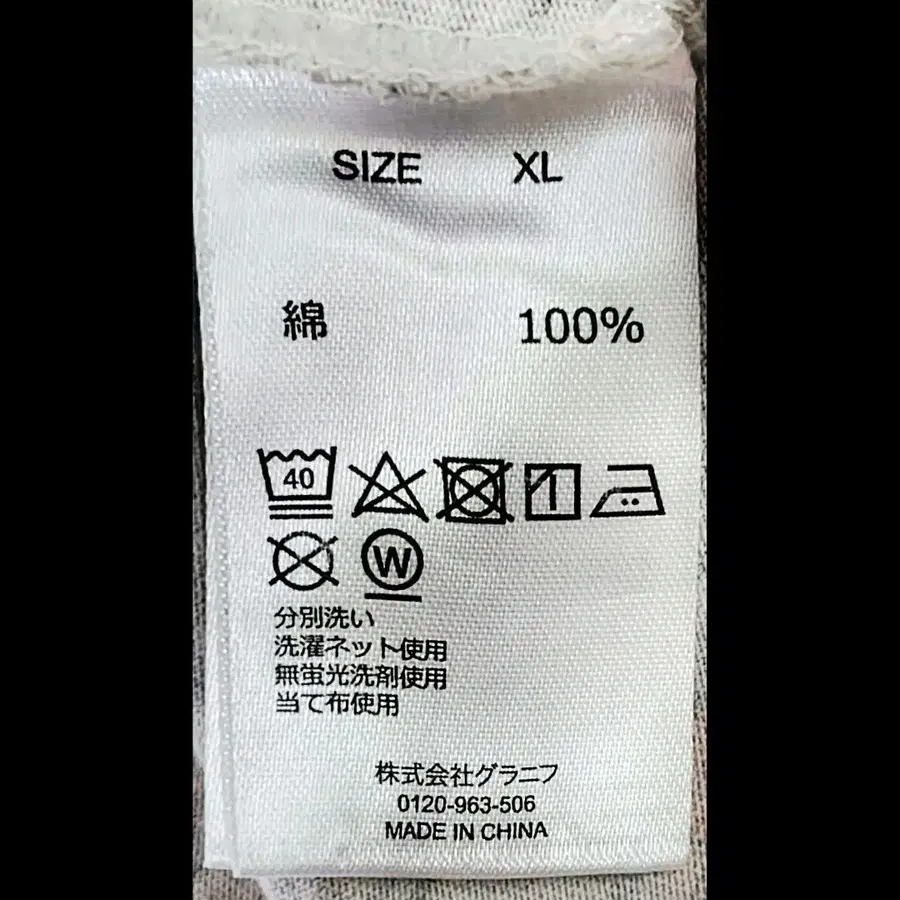 SIZE XL
綿 100%
40
W
分別洗い
洗濯ネット使用
無蛍光洗剤使用
当て布使用
株式会社グラニフ
0120-963-506
MADE IN CHINA